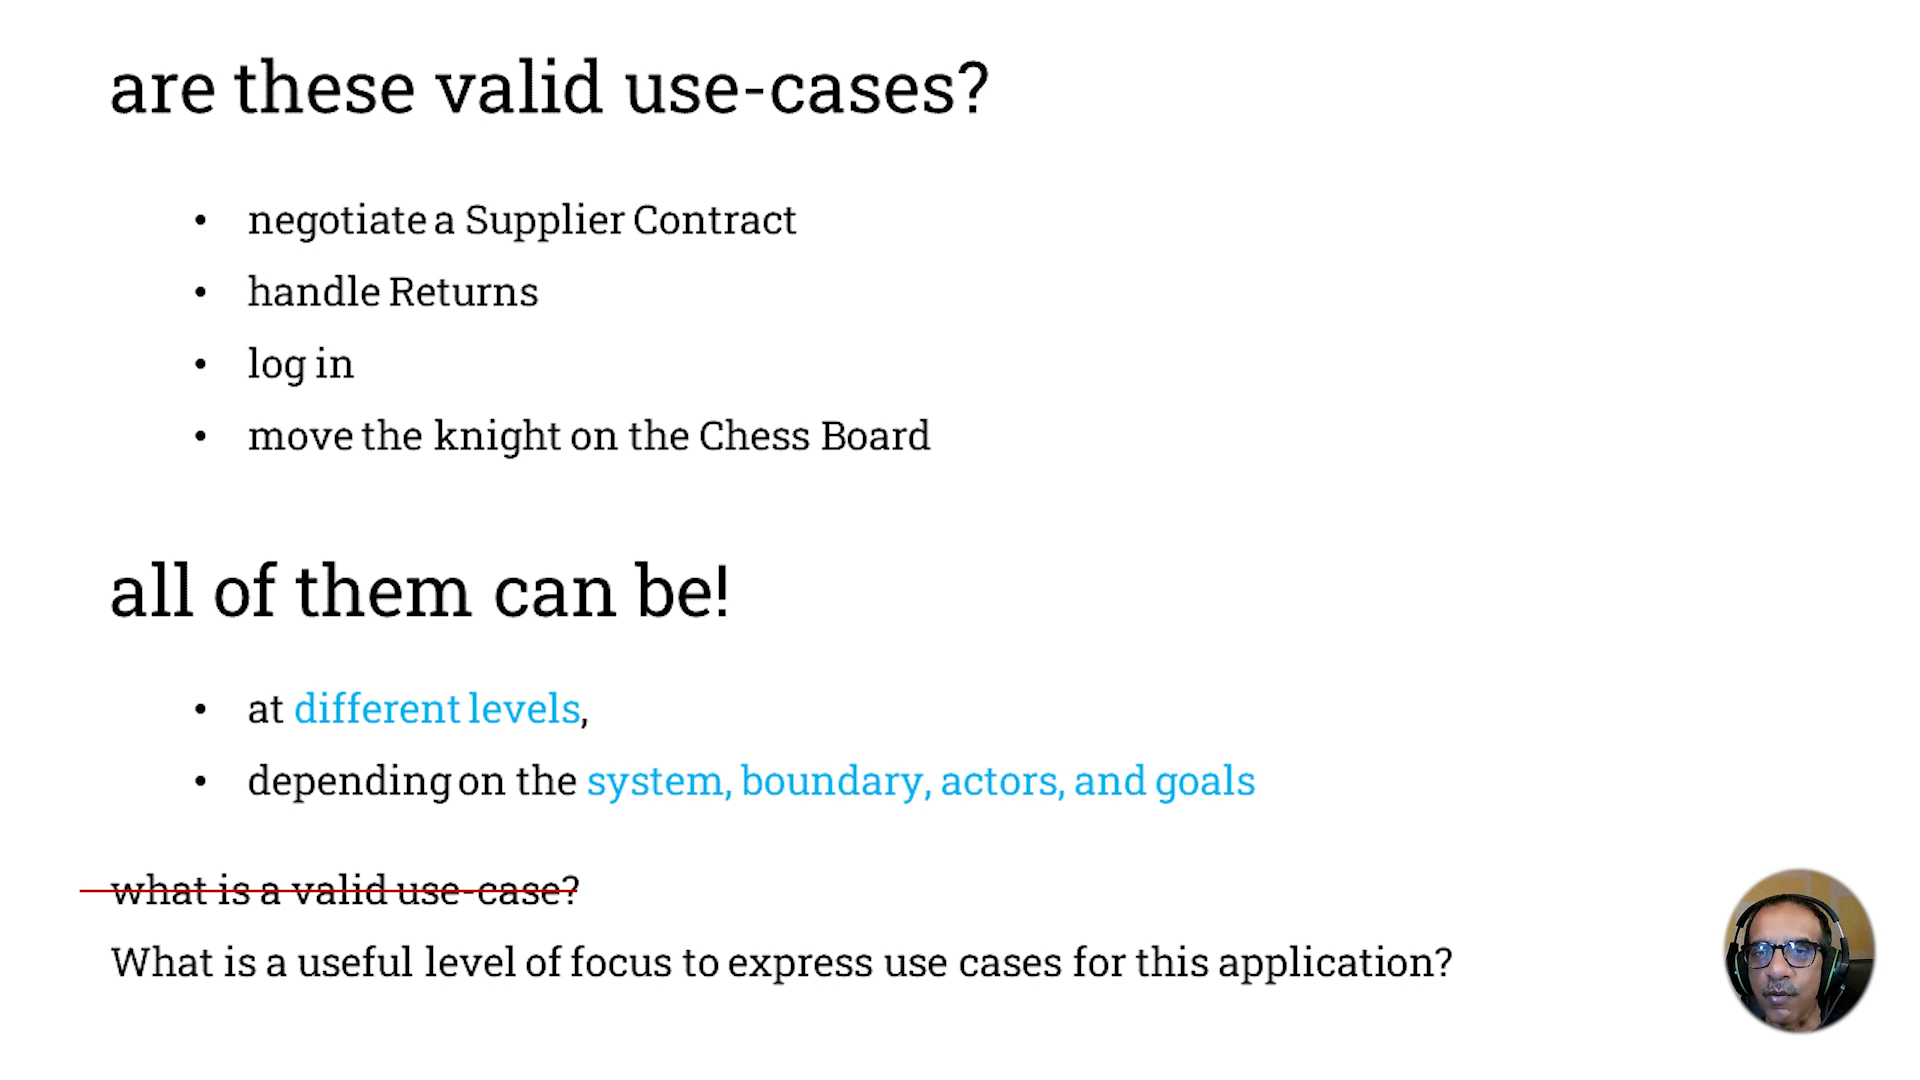 are these valid use-cases?
• negotiate a Supplier Contract
• handle Returns
• log in
• move the knight on the Chess Board
all of them can be!
• at different levels,
• depending on the system, boundary, actors, and goals
what is a valid use-case?
What is a useful level of focus to express use cases for this application?